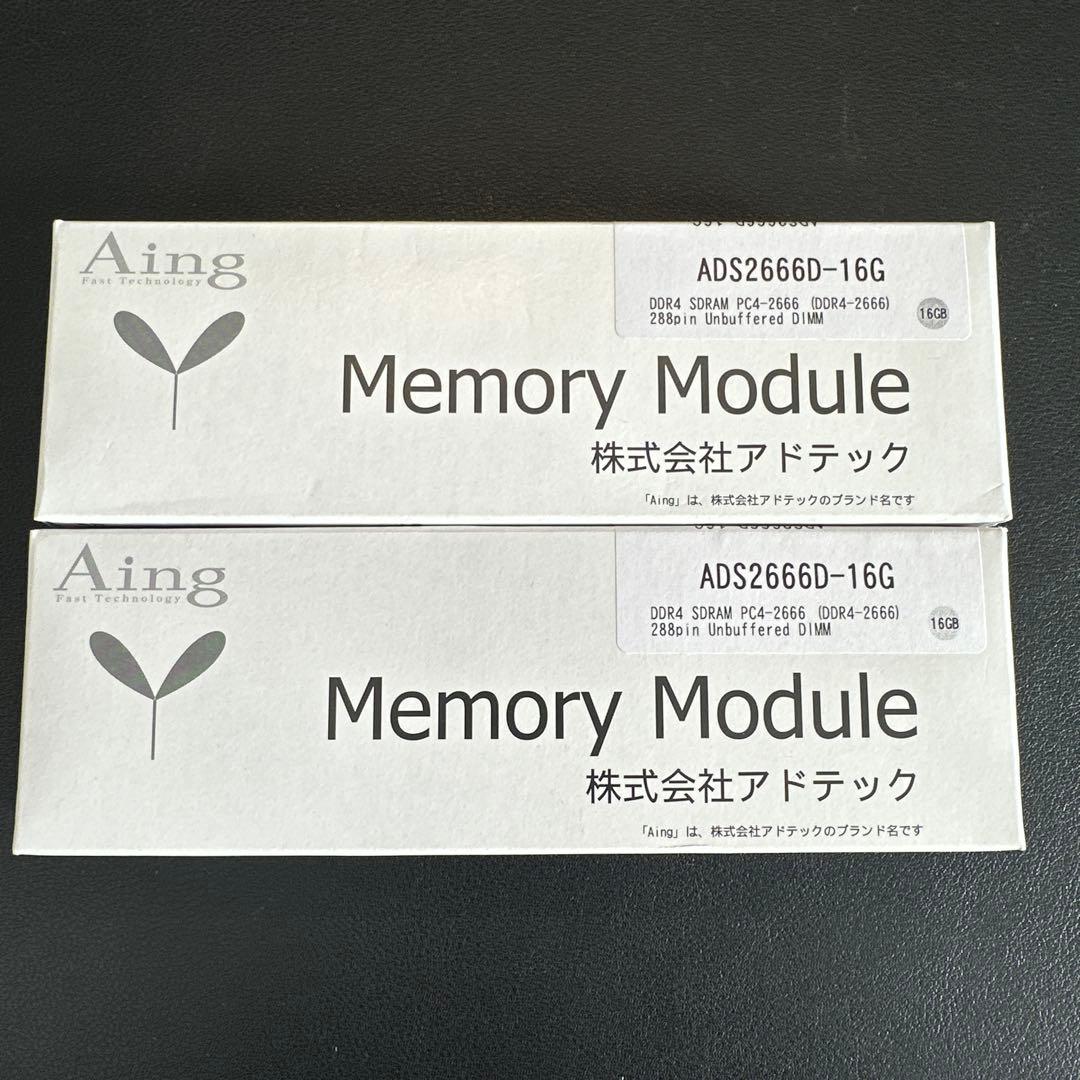 Aing
Fast Technology
ADS2666D-16G
DDR4 SDRAM PC4-2666 (DDR4-2666)
288pin Unbuffered DIMM
16GB
Memory Module
株式会社アドテック
「Aing」は、株式会社アドテックのブランド名です
Aing
Fast Technology
ADS2666D-16G
DDR4 SDRAM PC4-2666 (DDR4-2666)
288pin Unbuffered DIMM
16GB
Memory Module
株式会社アドテック
「Aing」は、株式会社アドテックのブランド名です